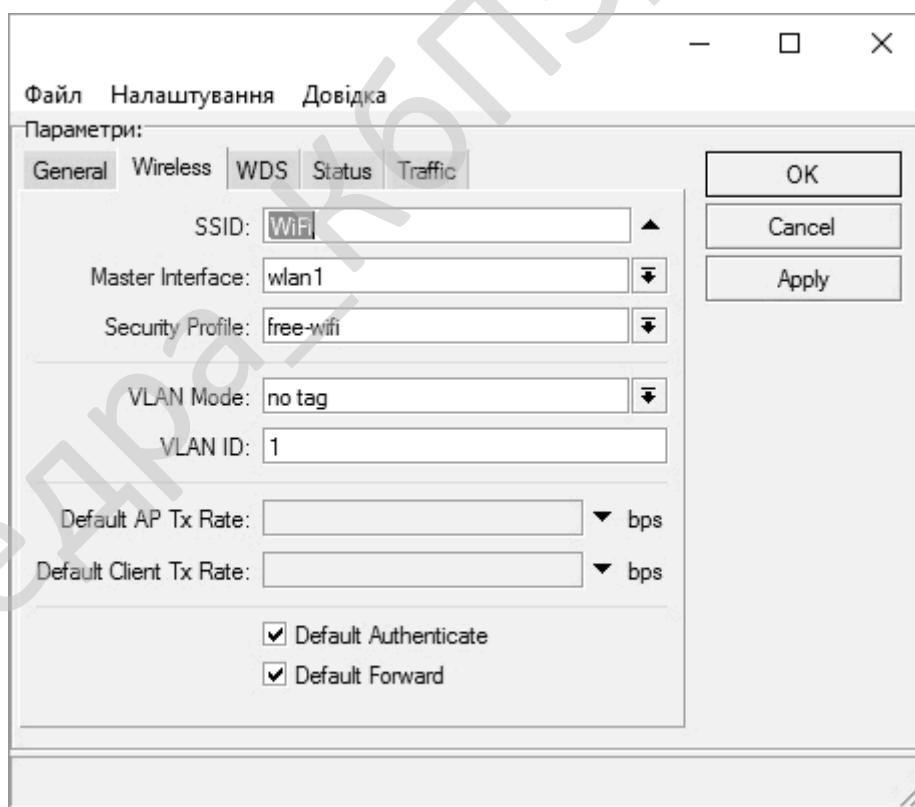 Файл Налаштування Довідка
Параметри:
General Wireless WDS Status Traffic
OK
Cancel
Apply
SSID: WiFi
Master Interface: wlan1
Security Profile: free-wifi
VLAN Mode: no tag
VLAN ID: 1
Default AP Tx Rate: bps
Default Client Tx Rate: bps
Default Authenticate
Default Forward